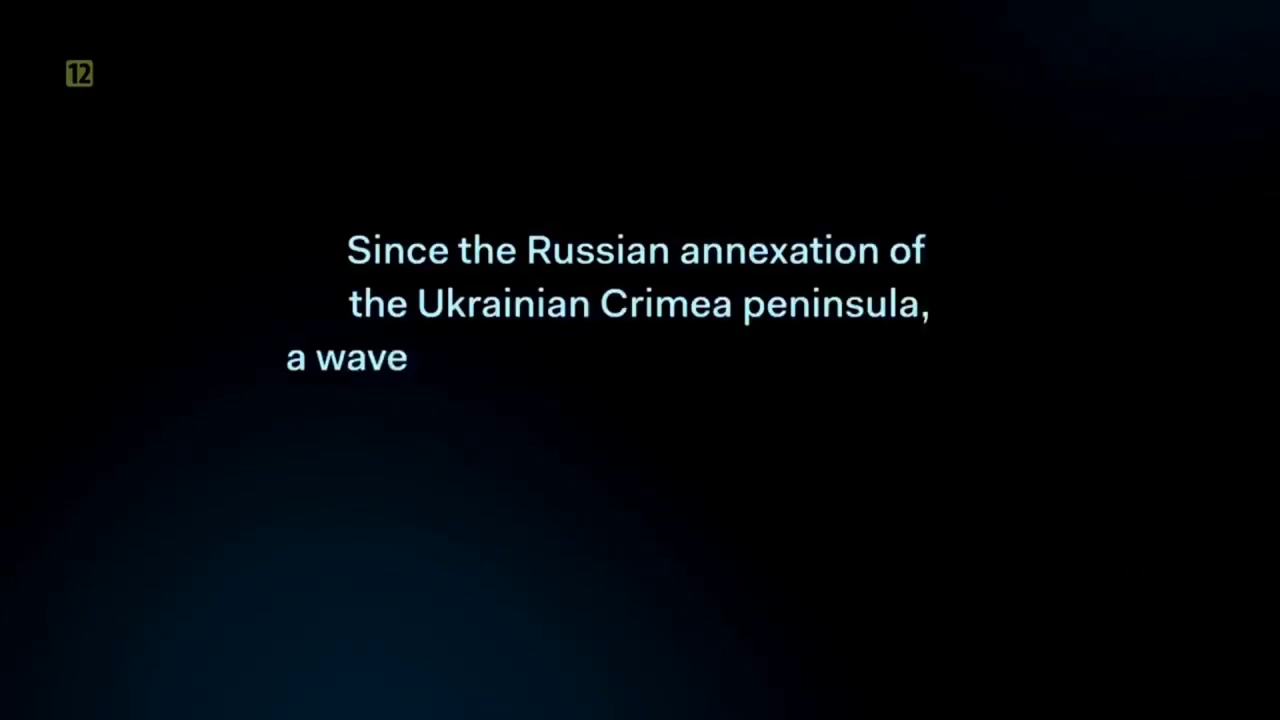 12
Since the Russian annexation of
the Ukrainian Crimea peninsula,
a wave